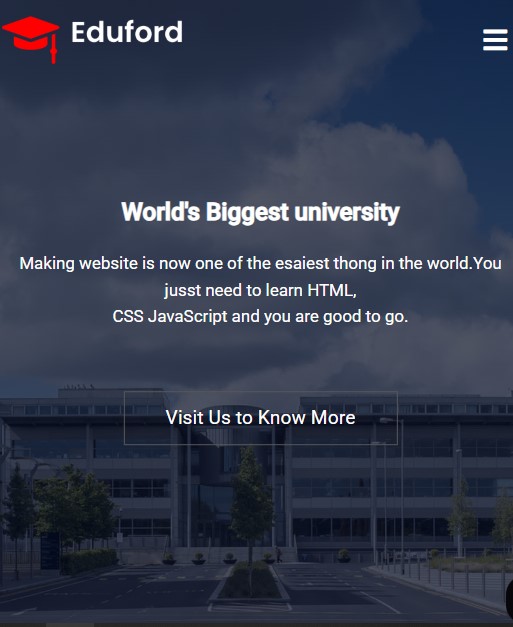 Eduford
World's Biggest university
Making website is now one of the esaiest thong in the world.You
jusst need to learn HTML,
CSS JavaScript and you are good to go.
Visit Us to Know More